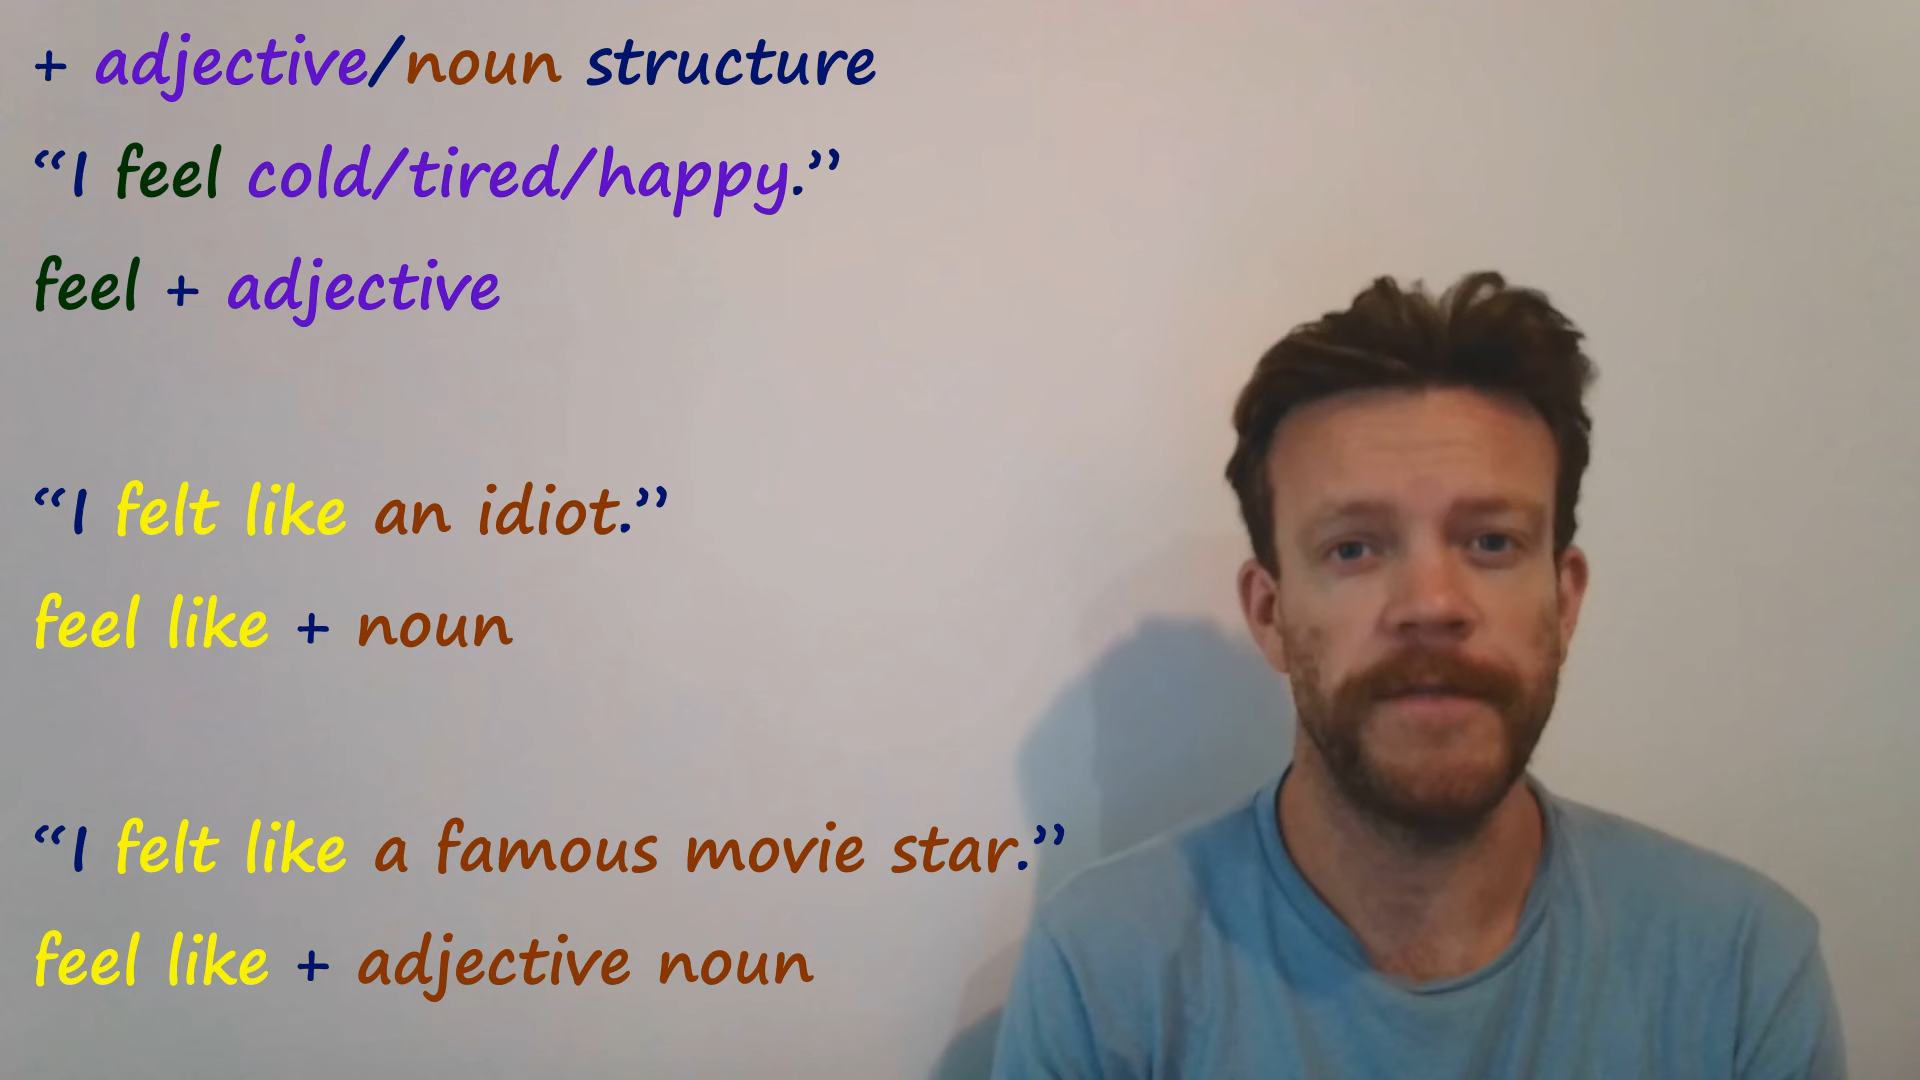 + adjective/noun structure
“I feel cold/tired/happy.”
feel + adjective
“I felt like an idiot.”
feel like + noun
“I felt like a famous movie star.”
feel like + adjective noun